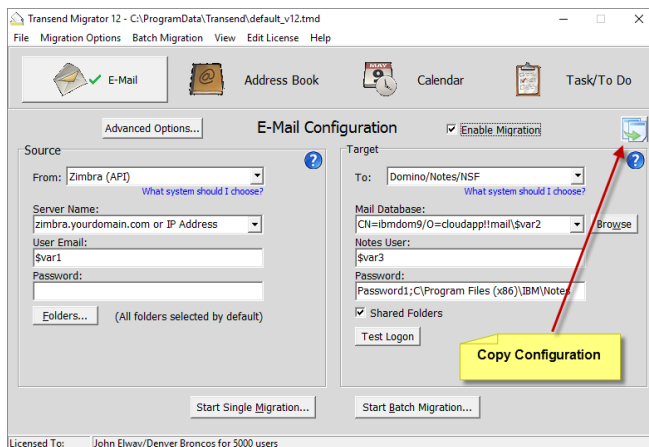 Transend Migrator 12 - C:\ProgramData\Transend\default_v12.tmd
File Migration Options Batch Migration View Edit License Help
E-Mail Address Book MAY 9 Calendar Task/To Do
Advanced Options... E-Mail Configuration Enable Migration
Source Target
From: Zimbra (API) To: Domino/Notes/NSF
What system should I choose? What system should I choose?
Server Name: Mail Database:
zimbra.yourdomain.com or IP Address CN=ibmdom9/O=cloudapp!!mail\$var2 Browse
User Email: Notes User:
$var1 $var3
Password: Password:
Password1;C\Program Files (x86)\IBM\Notes
Folders... (All folders selected by default) Shared Folders
Test Logon
Copy Configuration
Start Single Migration... Start Batch Migration...
Licensed To: John Elway/Denver Broncos for 5000 users